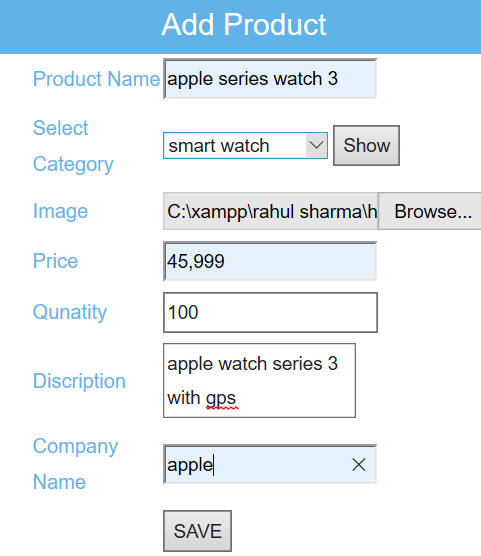 Add Product
Product Name apple series watch 3
Select
Category
smart watch Show
Image C:\xampp\rahul sharma\h Browse...
Price 45,999
Qunatity 100
Discription
apple watch series 3
with gps
Company
Name
apple
SAVE